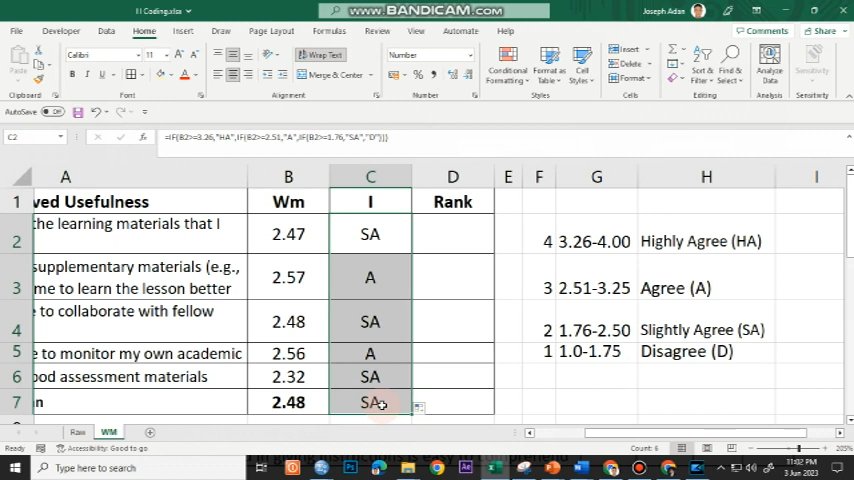 I I Coding.xlsx
www.BANDICAM.com
Joseph Adan
File Developer Home Insert Draw Page Layout Formulas Review View Automate Help
Comments Share
Paste
Calibri 11
Wrap Text
Merge & Center
Number
Conditional Formatting
Format as Table
Cell Styles
Insert
Delete
Format
Sort & Filter
Find & Select
Analyze Data
Sensitivity
Clipboard Font Alignment Number Styles Cells Editing Analysis Sensitivity
AutoSave Off
C2 =IF(B2>=3.26,"HA",IF(B2>=2.51,"A",IF(B2>=1.76,"SA","D")))
A B C D E F G H I
1 ved Usefulness Wm I Rank
the learning materials that I
2 2.47 SA 4 3.26-4.00 Highly Agree (HA)
supplementary materials (e.g.,
3 me to learn the lesson better 2.57 A 3 2.51-3.25 Agree (A)
e to collaborate with fellow
4 2.48 SA 2 1.76-2.50 Slightly Agree (SA)
5 e to monitor my own academic 2.56 A 1 1.0-1.75 Disagree (D)
6 ood assessment materials 2.32 SA
7 n 2.48 SA
Raw WM
Ready Accessibility: Good to go Count: 6 205%
Type here to search
11:02 PM
3 Jun 2023